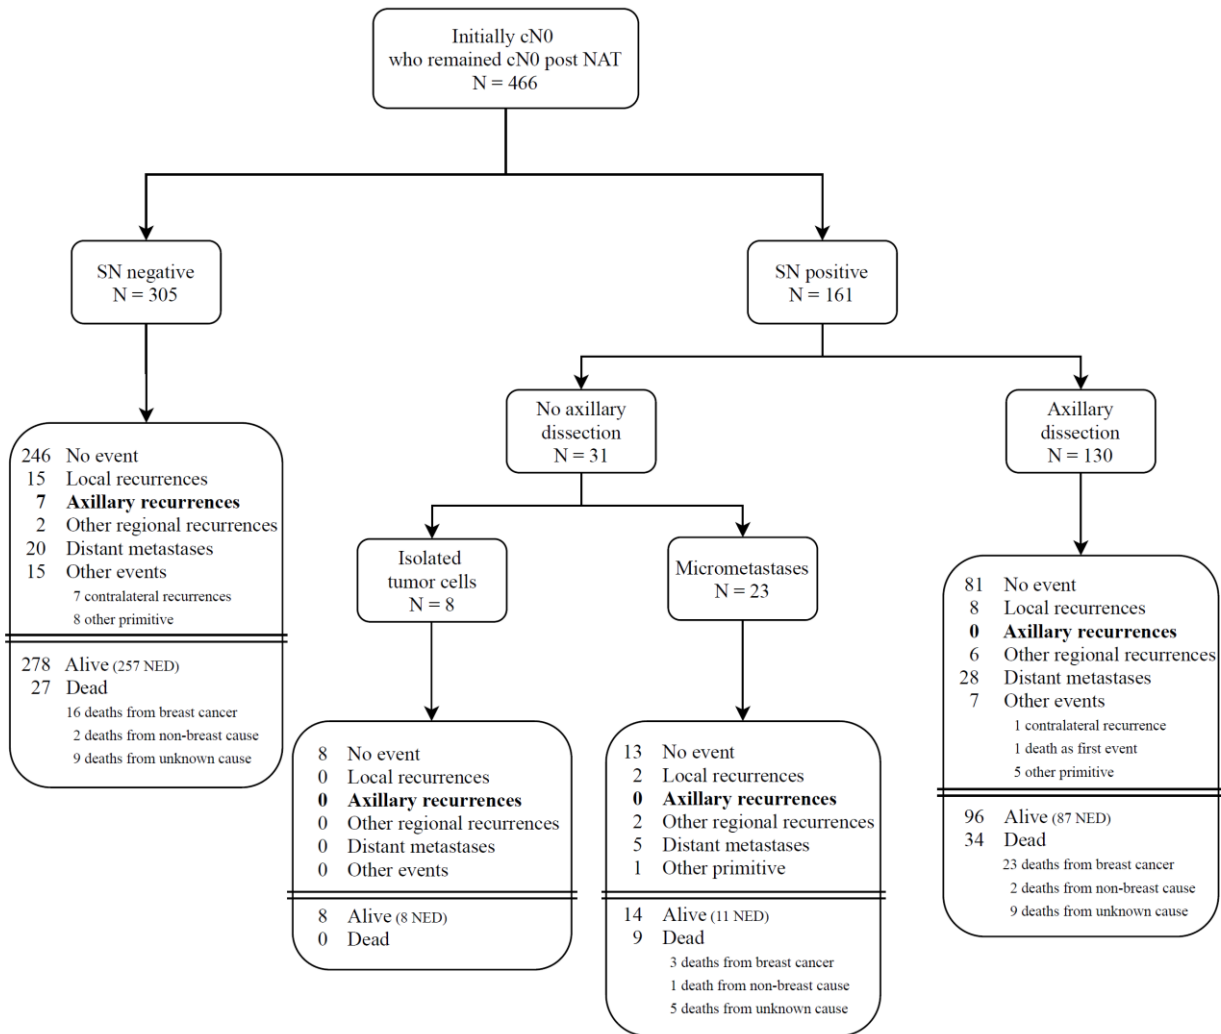 Initially cN0
who remained cN0 post NAT
N = 466
SN negative
N = 305
SN positive
N = 161
No axillary
dissection
N = 31
Axillary
dissection
N = 130
246 No event
15 Local recurrences
7 Axillary recurrences
2 Other regional recurrences
20 Distant metastases
15 Other events
7 contralateral recurrences
8 other primitive
278 Alive (257 NED)
27 Dead
16 deaths from breast cancer
2 deaths from non-breast cause
9 deaths from unknown cause
Isolated
tumor cells
N = 8
Micrometastases
N = 23
8 No event
0 Local recurrences
0 Axillary recurrences
0 Other regional recurrences
0 Distant metastases
0 Other events
8 Alive (8 NED)
0 Dead
13 No event
2 Local recurrences
0 Axillary recurrences
2 Other regional recurrences
5 Distant metastases
1 Other primitive
14 Alive (11 NED)
9 Dead
3 deaths from breast cancer
1 death from non-breast cause
5 deaths from unknown cause
81 No event
8 Local recurrences
0 Axillary recurrences
6 Other regional recurrences
28 Distant metastases
7 Other events
1 contralateral recurrence
1 death as first event
5 other primitive
96 Alive (87 NED)
34 Dead
23 deaths from breast cancer
2 deaths from non-breast cause
9 deaths from unknown cause